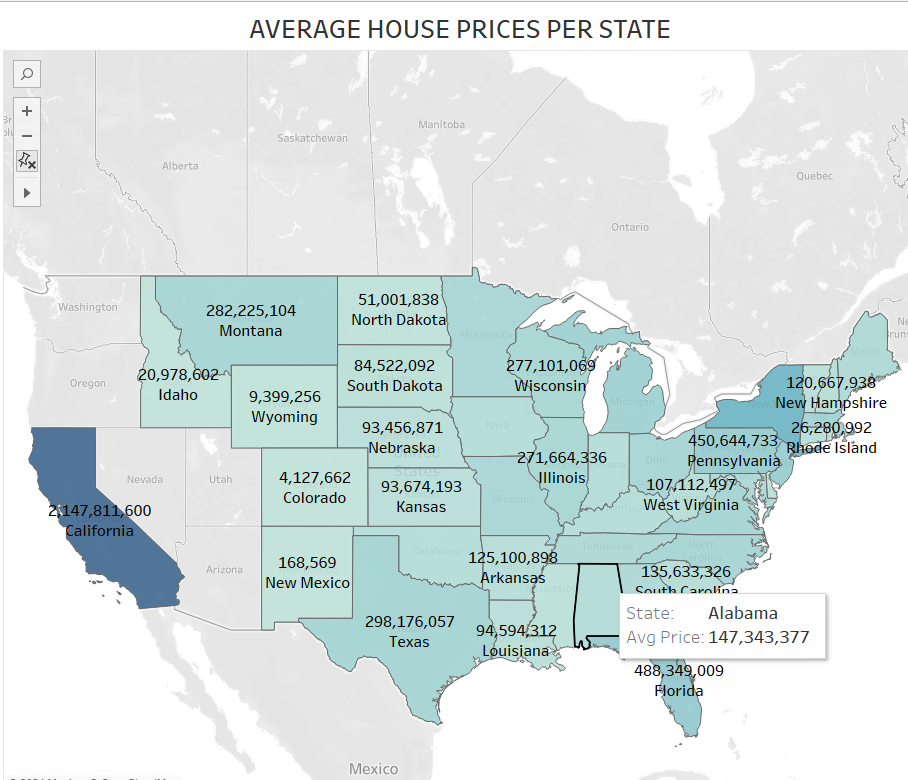 AVERAGE HOUSE PRICES PER STATE
Manitoba
Saskatchewan
Alberta
Quebec
Ontario
Washington
282,225,104
Montana
51,001,838
North Dakota
Minnesota
Oregon
20,978,602
Idaho
9,399,256
Wyoming
84,522,092
South Dakota
277,101,069
Wisconsin
Michigan
120,667,938
New Hampshire
93,456,871
Nebraska
Iowa
26,280,992
Rhode Island
450,644,733
Pennsylvania
United
States
Nevada
Utah
4,127,662
Colorado
93,674,193
Kansas
271,664,336
Illinois
Ohio
107,112,497
West Virginia
Missouri
2,147,811,600
California
Arizona
168,569
New Mexico
Oklahoma
125,100,898
Arkansas
Tennessee
North
Carolina
135,633,326
South Carolina
298,176,057
Texas
94,594,312
Louisiana
State: Alabama
Avg Price: 147,343,377
488,349,009
Florida
Mexico